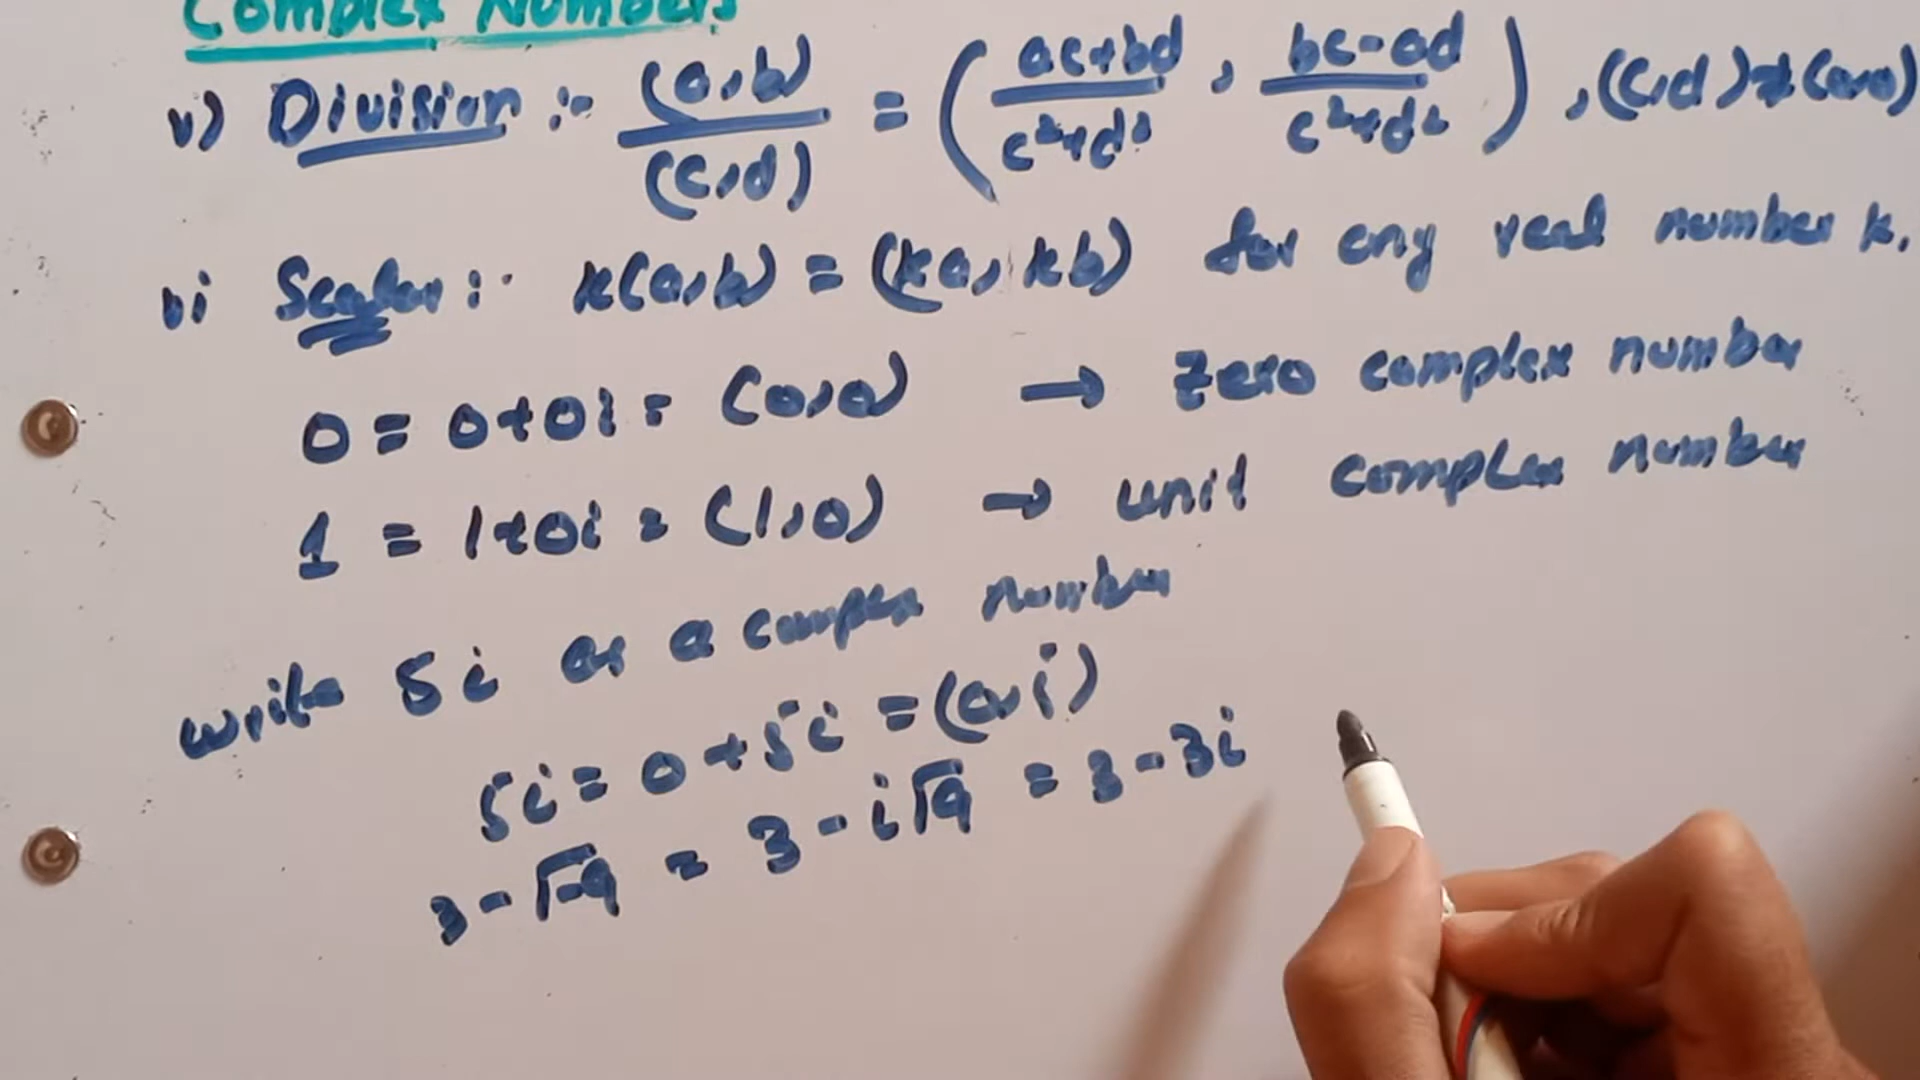 Complex Numbers
v) Division :- (a,b)/(c,d) = ( ac+bd/c²+d² , bc-ad/c²+d² ) , (c,d)≠(0,0)
vi Scalar :- k(a,b) = (ka, kb) for any real number k.
0 = 0+0i = (0,0) → Zero complex number
1 = 1+0i = (1,0) → unit complex number
write 5i as a complex number
5i = 0+5i = (0,i)
3-√-9 = 3-i√9 = 3-3i